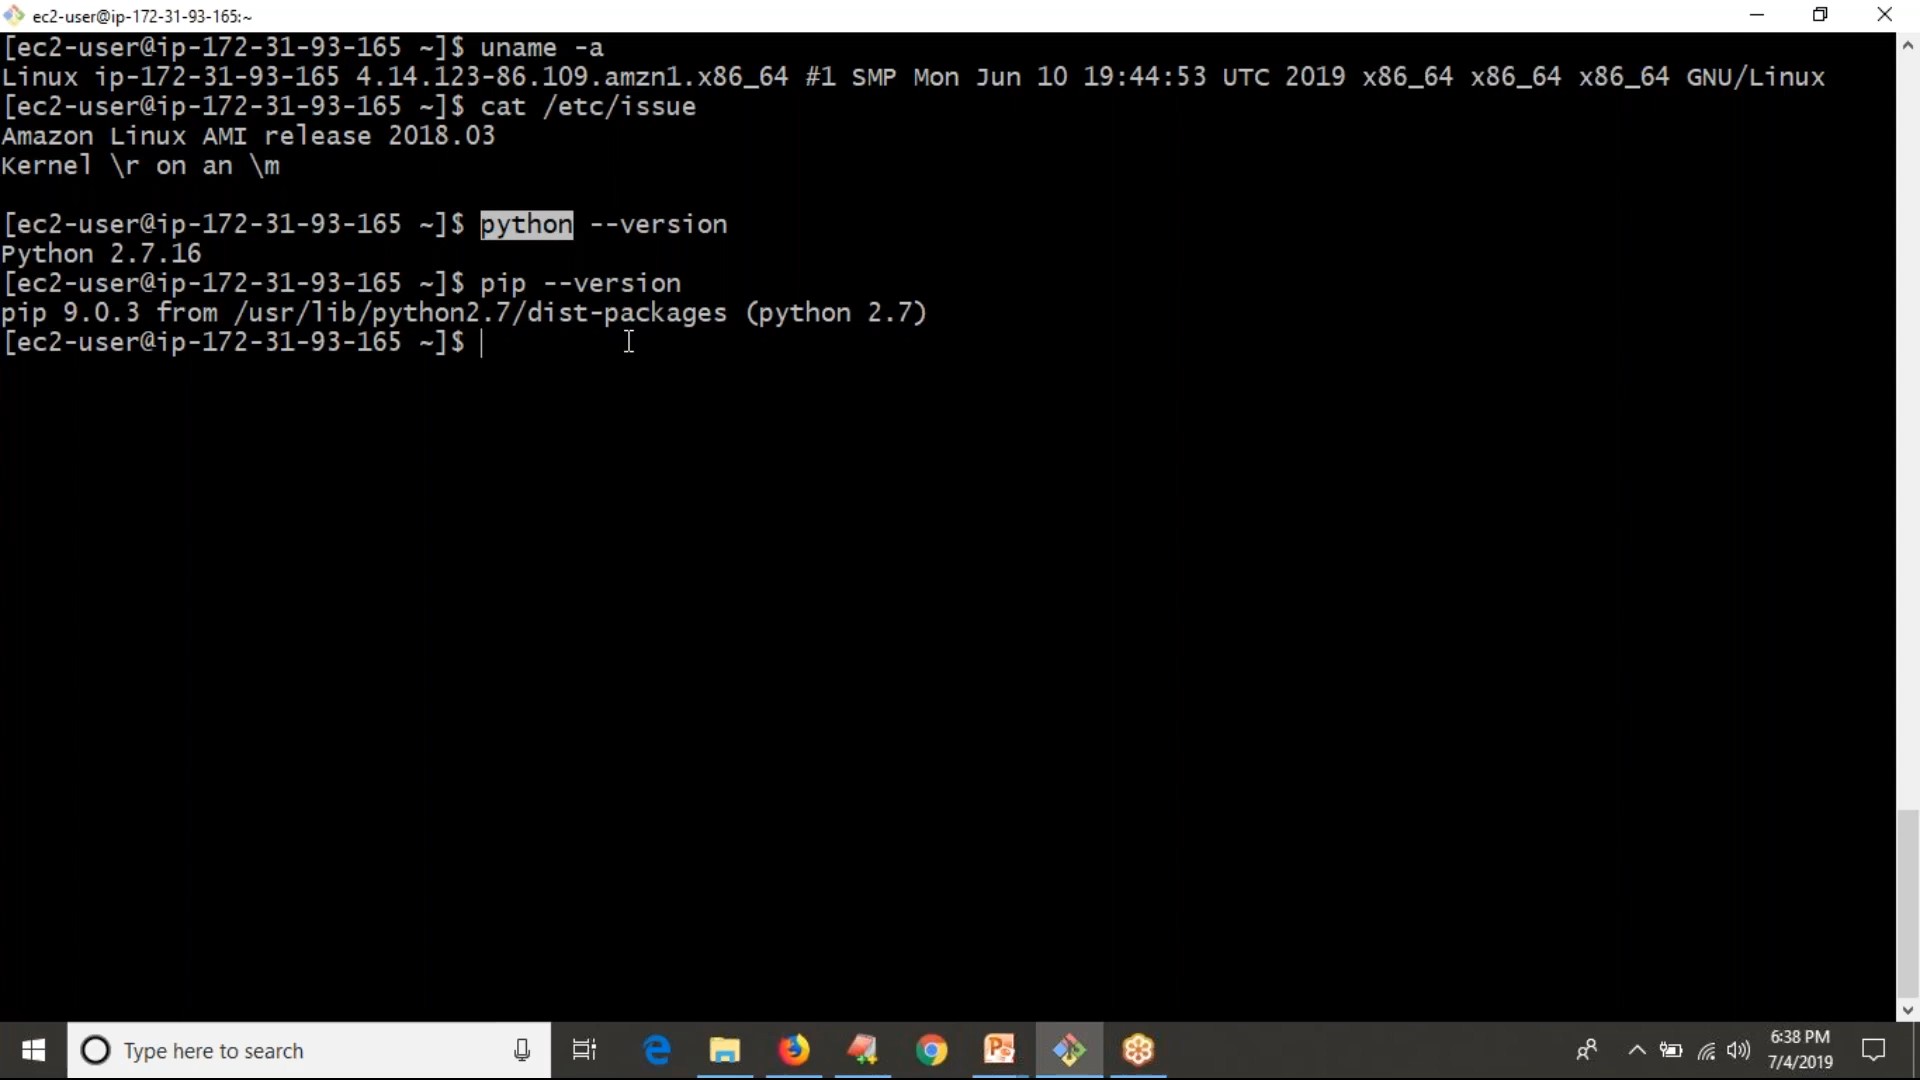 ec2-user@ip-172-31-93-165:~
[ec2-user@ip-172-31-93-165 ~]$ uname -a
Linux ip-172-31-93-165 4.14.123-86.109.amzn1.x86_64 #1 SMP Mon Jun 10 19:44:53 UTC 2019 x86_64 x86_64 x86_64 GNU/Linux
[ec2-user@ip-172-31-93-165 ~]$ cat /etc/issue
Amazon Linux AMI release 2018.03
Kernel \r on an \m
[ec2-user@ip-172-31-93-165 ~]$ python --version
Python 2.7.16
[ec2-user@ip-172-31-93-165 ~]$ pip --version
pip 9.0.3 from /usr/lib/python2.7/dist-packages (python 2.7)
[ec2-user@ip-172-31-93-165 ~]$
Type here to search
6:38 PM
7/4/2019